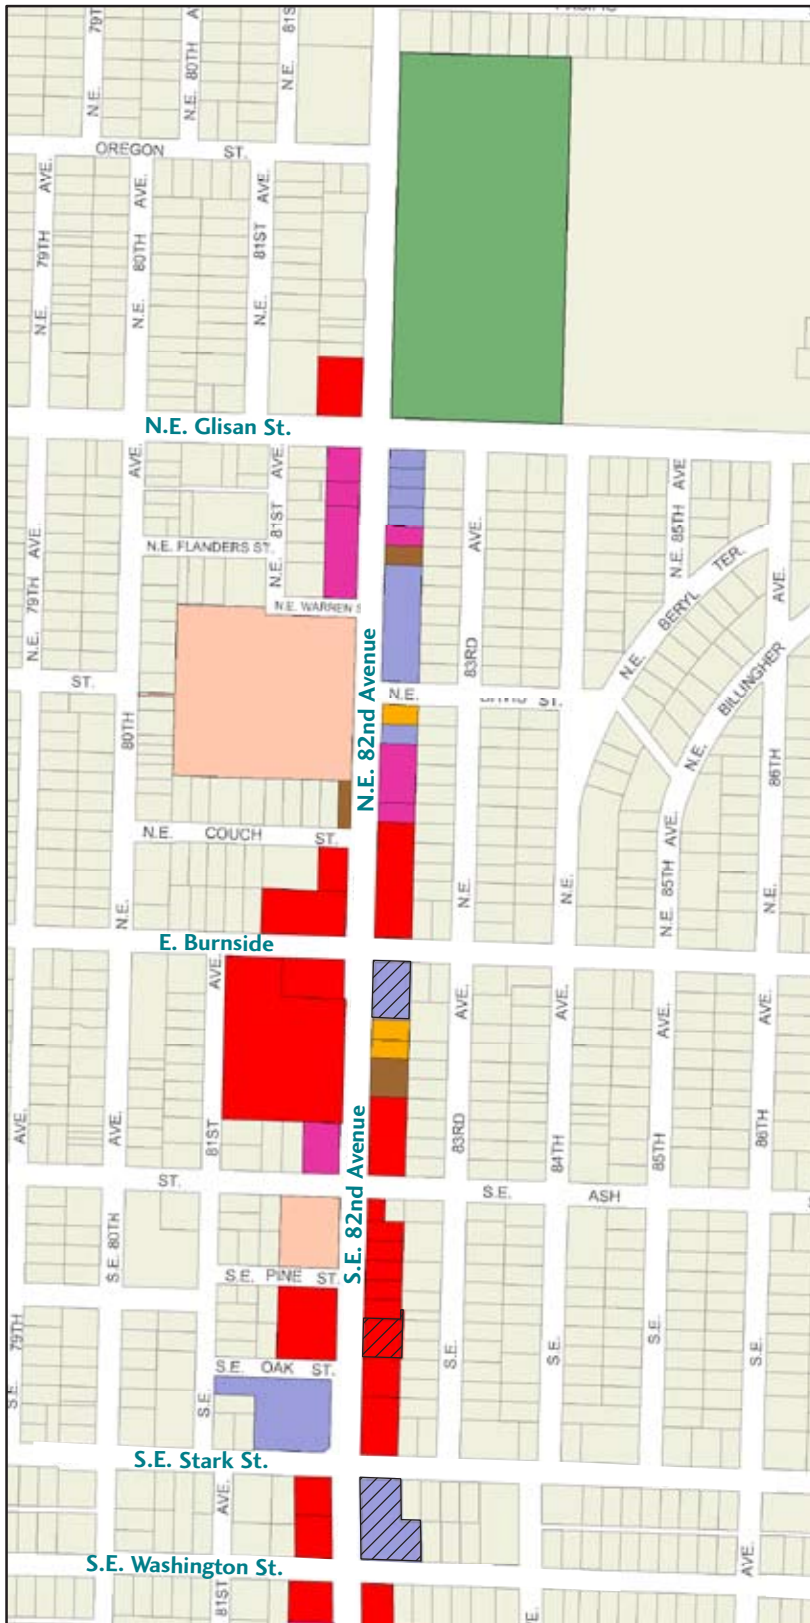 79TH
N.E.
80TH
N.E.
81ST
N.E.
OREGON ST.
AVE.
79TH
N.E.
AVE.
80TH
N.E.
AVE.
81ST
N.E.
N.E. Glisan St.
AVE.
AVE.
81ST
N.E.
N.E. FLANDERS ST.
AVE.
79TH
N.E.
N.E. WARREN
AVE.
83RD
AVE
85TH
N.E.
N.E. BERYL TER.
AVE.
N.E. BILLINGHER
ST.
80TH
N.E. 82nd Avenue
N.E.
ST.
86TH
N.E. COUCH ST.
N.E.
N.E.
N.E.
N.E. 85TH AVE.
N.E.
E. Burnside
AVE.
AVE.
AVE.
AVE.
AVE.
AVE.
AVE.
81ST
83RD
84TH
85TH
86TH
S.E. 82nd Avenue
ST.
S.E. ASH
S.E. 80TH
S.E. PINE ST.
79TH
S.E.
S.E. OAK ST.
S.E.
S.E.
S.E.
S.E.
S.E.
S.E. Stark St.
AVE.
S.E. Washington St.
AVE.
81ST
E.